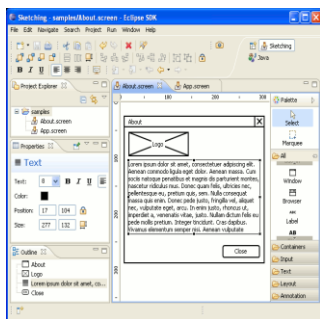 Sketching - samples/About.screen - Eclipse SDK
File Edit Navigate Search Project Run Window Help
Sketching
Java
B I U
Project Explorer
samples
About.screen
App.screen
Properties
Text
Text: 8 B I U
Color:
Position: 17 104
Size: 277 132
Outline
About
Logo
Lorem ipsum dolor sit amet, co...
Close
About.screen
App.screen
0 100 200 300
100
200
About X
Logo
Lorem ipsum dolor sit amet, consectetuer adipiscing elit.
Aenean commodo ligula eget dolor. Aenean massa. Cum
sociis natoque penatibus et magnis dis parturient montes,
nascetur ridiculus mus. Donec quam felis, ultricies nec,
pellentesque eu, pretium quis, sem. Nulla consequat
massa quis enim. Donec pede justo, fringilla vel, aliquet
nec, vulputate eget, arcu. In enim justo, rhoncus ut,
imperdiet a, venenatis vitae, justo. Nullam dictum felis eu
pede mollis pretium. Integer tincidunt. Cras dapibus.
Vivamus elementum semper nisi. Aenean vulputate
Close
Palette
Select
Marquee
All
Window
Browser
Label
AB
Containers
Input
Text
Layout
Annotation